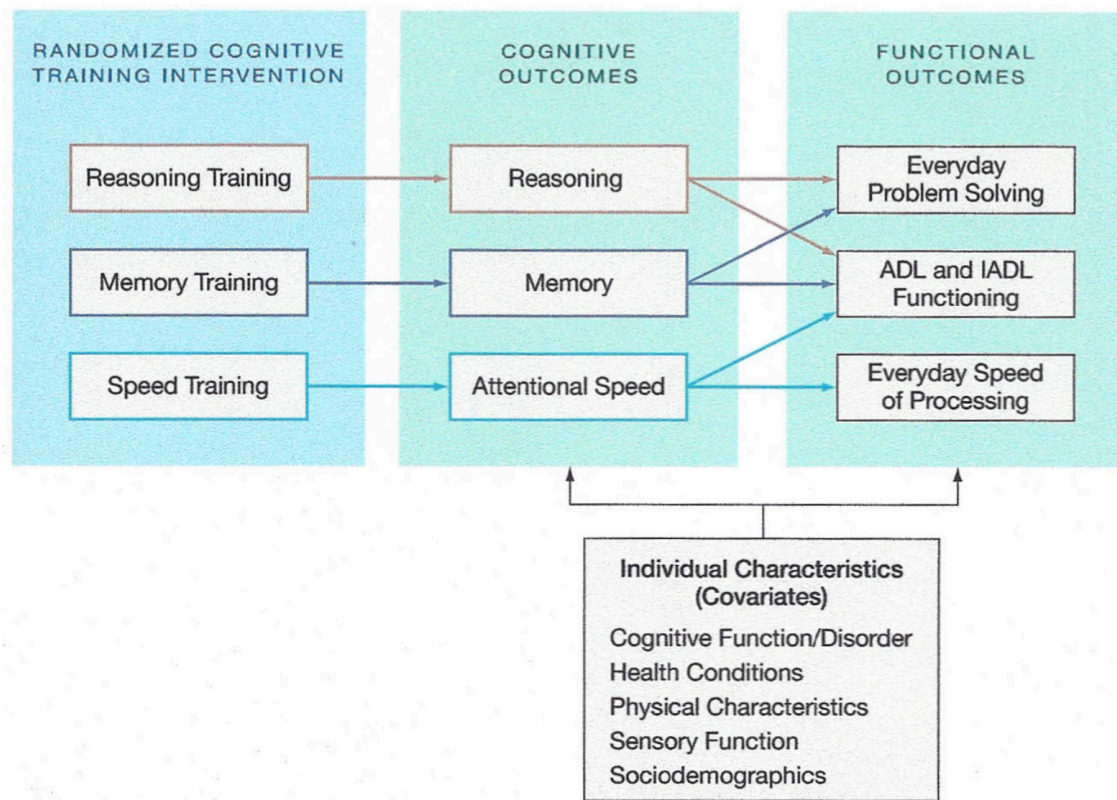 RANDOMIZED COGNITIVE
TRAINING INTERVENTION
COGNITIVE
OUTCOMES
FUNCTIONAL
OUTCOMES
Reasoning Training
Reasoning
Everyday
Problem Solving
Memory Training
Memory
ADL and IADL
Functioning
Speed Training
Attentional Speed
Everyday Speed
of Processing
Individual Characteristics
(Covariates)
Cognitive Function/Disorder
Health Conditions
Physical Characteristics
Sensory Function
Sociodemographics